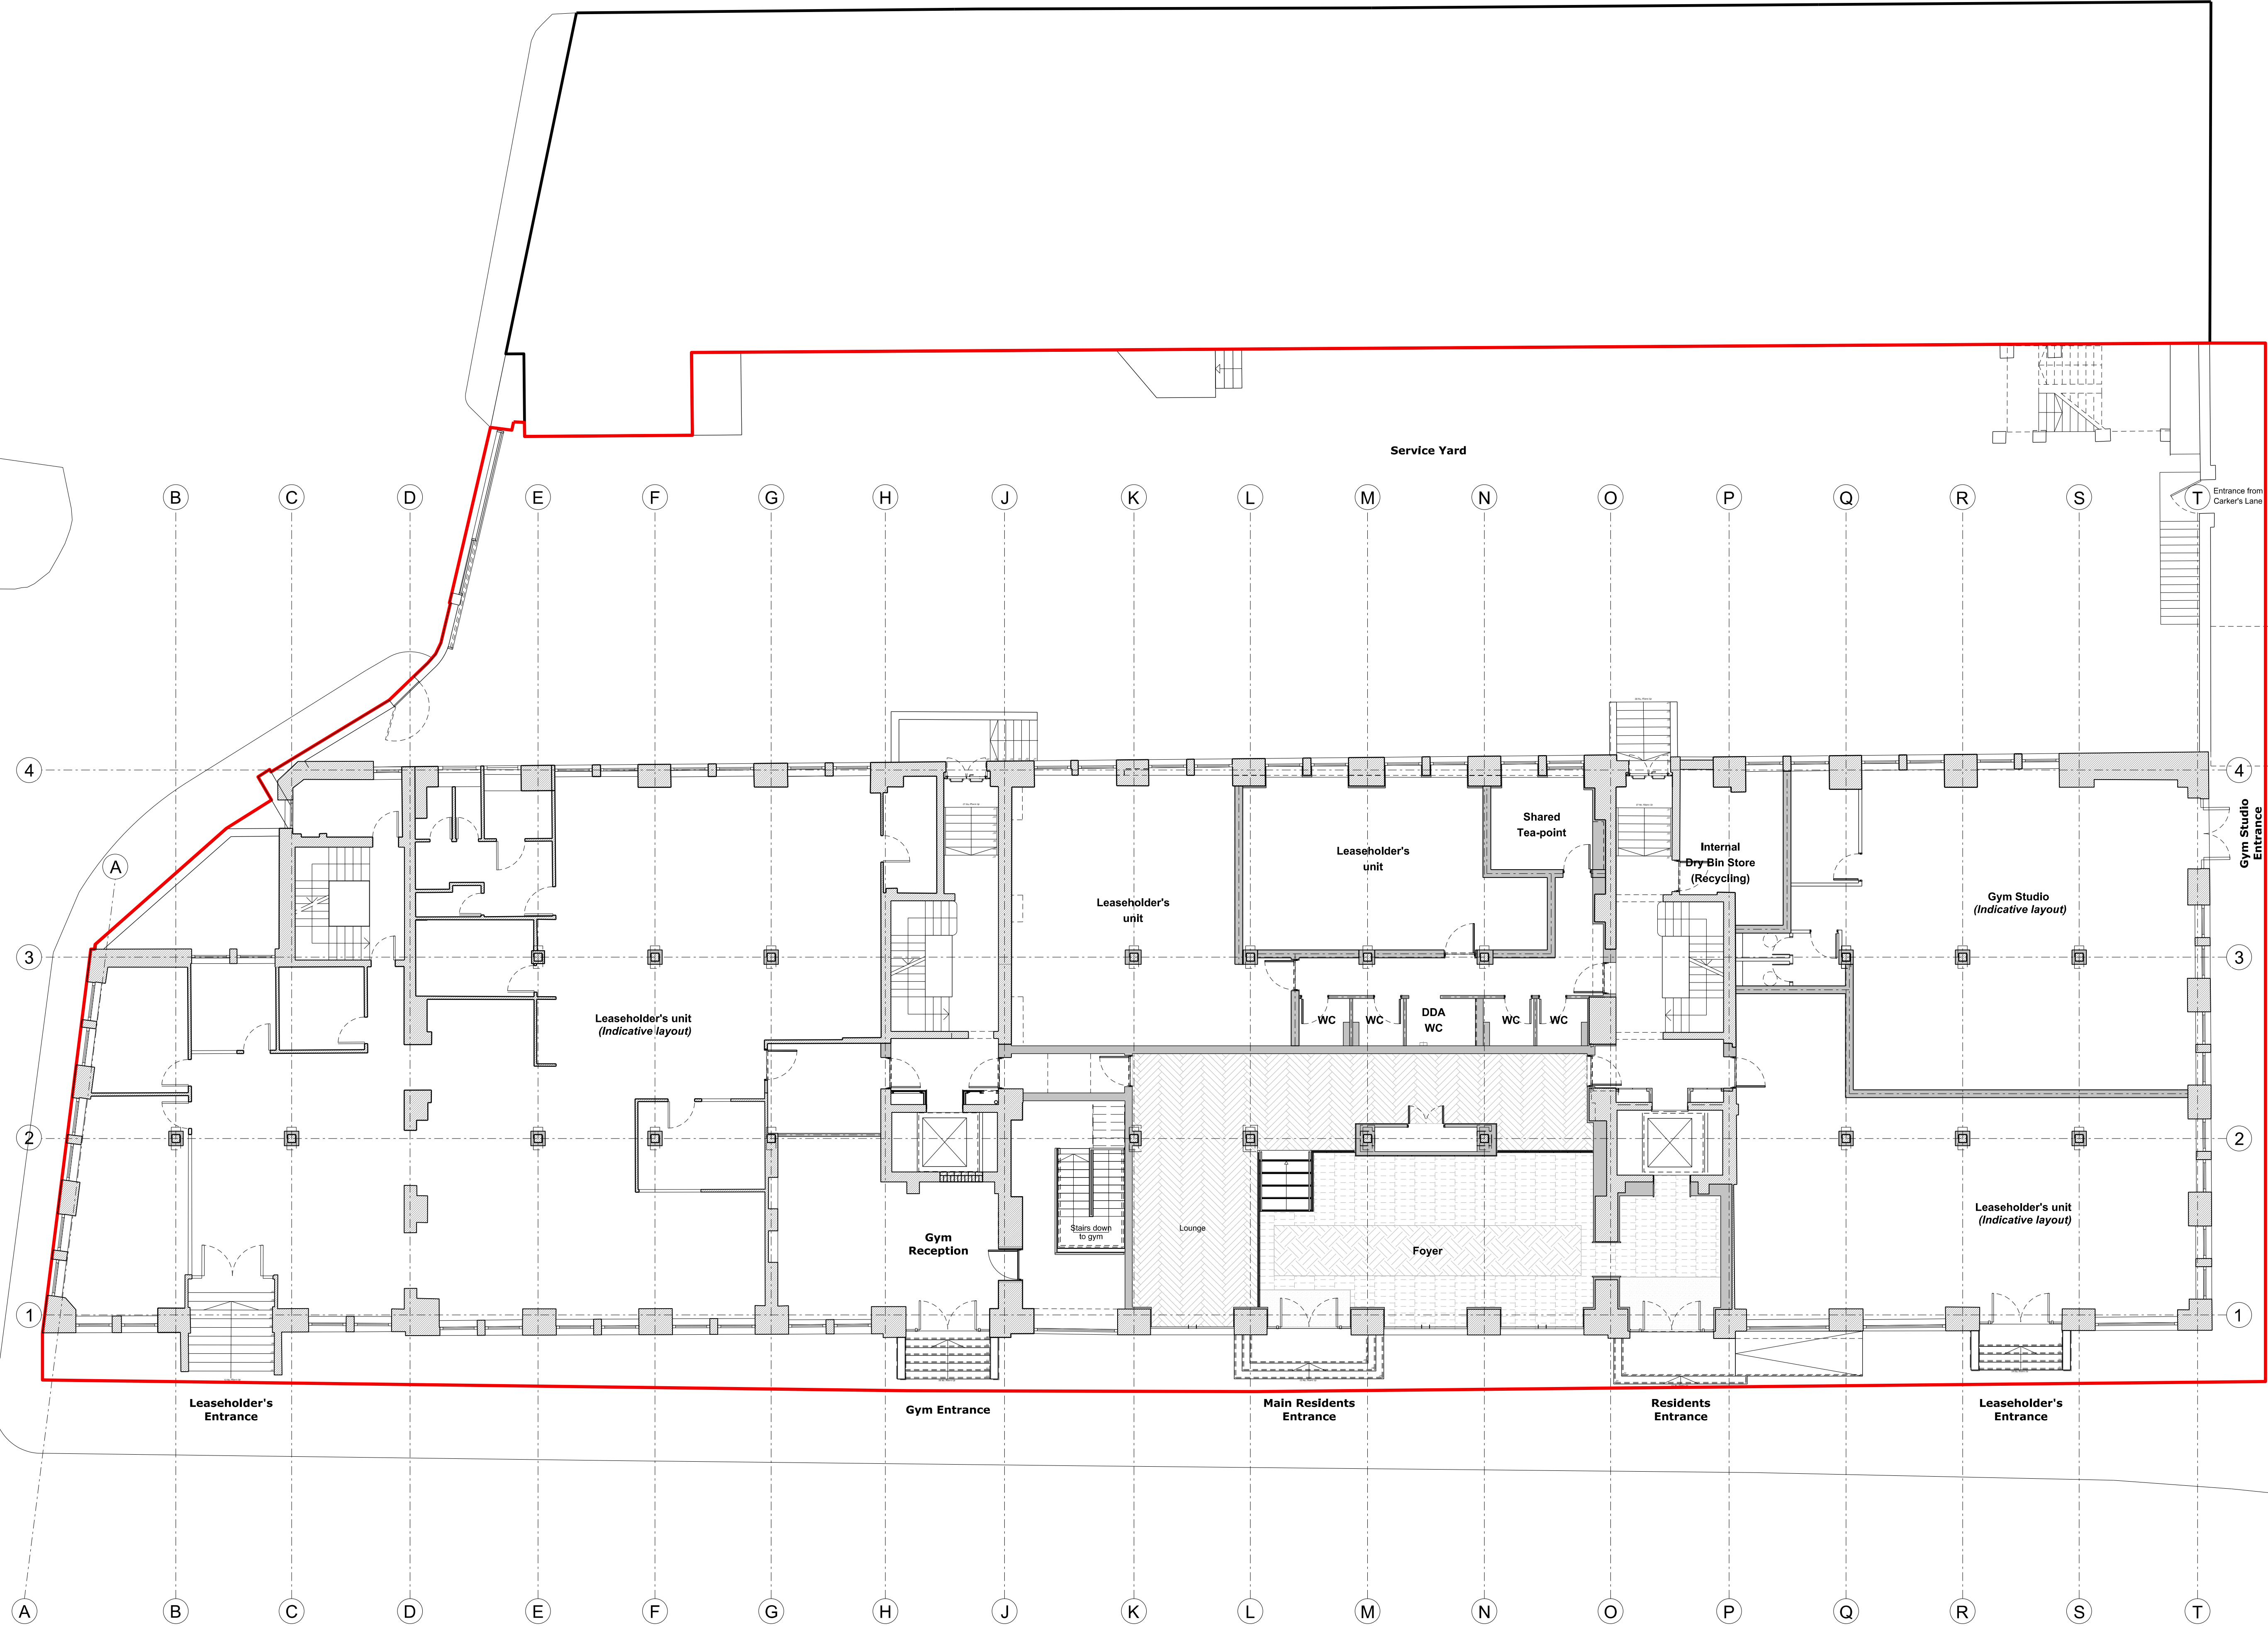 Service Yard
B
C
D
E
F
G
H
J
K
L
M
N
O
P
Q
R
S
T
Entrance from
Carker's Lane
4
4
A
Shared
Tea-point
Leaseholder's
unit
Internal
Dry Bin Store
(Recycling)
Gym Studio
Entrance
Leaseholder's
unit
Gym Studio
(Indicative layout)
3
3
Leaseholder's unit
(Indicative layout)
WC
WC
DDA
WC
WC
WC
2
2
Leaseholder's unit
(Indicative layout)
Stairs down
to gym
Lounge
Gym
Reception
Foyer
1
1
Leaseholder's
Entrance
Gym Entrance
Main Residents
Entrance
Residents
Entrance
Leaseholder's
Entrance
A
B
C
D
E
F
G
H
J
K
L
M
N
O
P
Q
R
S
T